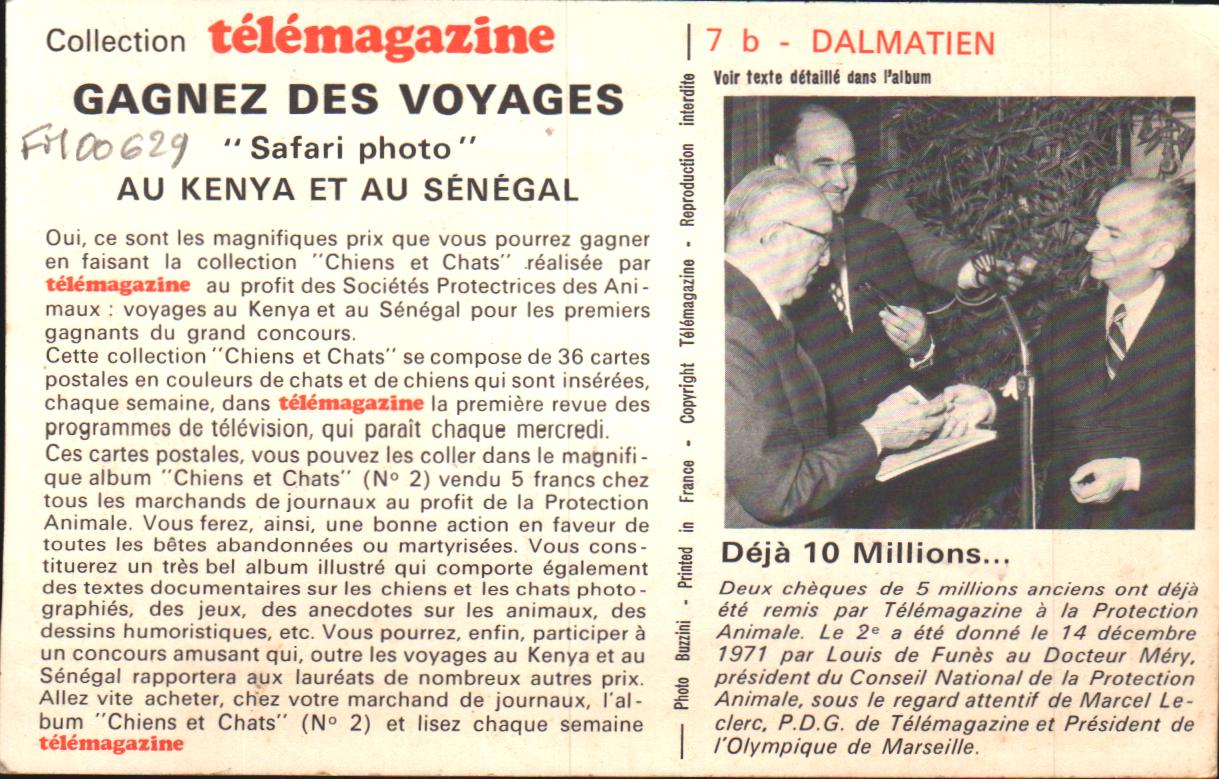 Collection télémagazine
GAGNEZ DES VOYAGES
FM00629
"Safari photo"
AU KENYA ET AU SÉNÉGAL
Oui, ce sont les magnifiques prix que vous pourrez gagner
en faisant la collection "Chiens et Chats" réalisée par
télémagazine au profit des Sociétés Protectrices des Ani-
maux : voyages au Kenya et au Sénégal pour les premiers
gagnants du grand concours.
Cette collection "Chiens et Chats" se compose de 36 cartes
postales en couleurs de chats et de chiens qui sont insérées,
chaque semaine, dans télémagazine la première revue des
programmes de télévision, qui paraît chaque mercredi.
Ces cartes postales, vous pouvez les coller dans le magnifi-
que album "Chiens et Chats" (Nº 2) vendu 5 francs chez
tous les marchands de journaux au profit de la Protection
Animale. Vous ferez, ainsi, une bonne action en faveur de
toutes les bêtes abandonnées ou martyrisées. Vous cons-
tituerez un très bel album illustré qui comporte également
des textes documentaires sur les chiens et les chats photo-
graphiés, des jeux, des anecdotes sur les animaux, des
dessins humoristiques, etc. Vous pourrez, enfin, participer à
un concours amusant qui, outre les voyages au Kenya et au
Sénégal rapportera aux lauréats de nombreux autres prix.
Allez vite acheter, chez votre marchand de journaux, l'al-
bum "Chiens et Chats" (Nº 2) et lisez chaque semaine
télémagazine
Photo Buzzini - Printed in France - Copyright Télémagazine - Reproduction interdite
7 b - DALMATIEN
Voir texte détaillé dans l'album
Déjà 10 Millions...
Deux chèques de 5 millions anciens ont déjà
été remis par Télémagazine à la Protection
Animale. Le 2e a été donné le 14 décembre
1971 par Louis de Funès au Docteur Méry,
président du Conseil National de la Protection
Animale, sous le regard attentif de Marcel Le-
clerc, P.D.G. de Télémagazine et Président de
l'Olympique de Marseille.